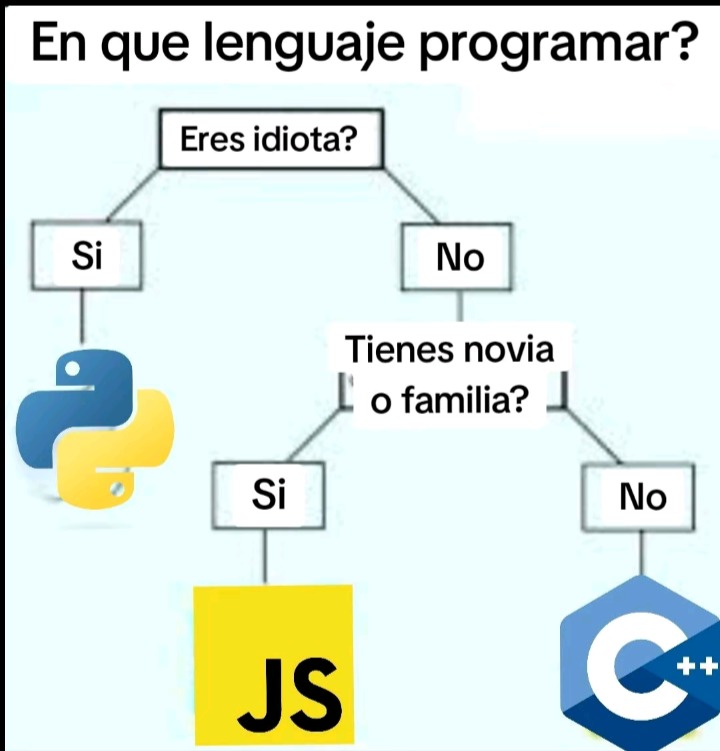 En que lenguaje programar?
Eres idiota?
Si
No
Tienes novia
o familia?
Si
No
JS
C++